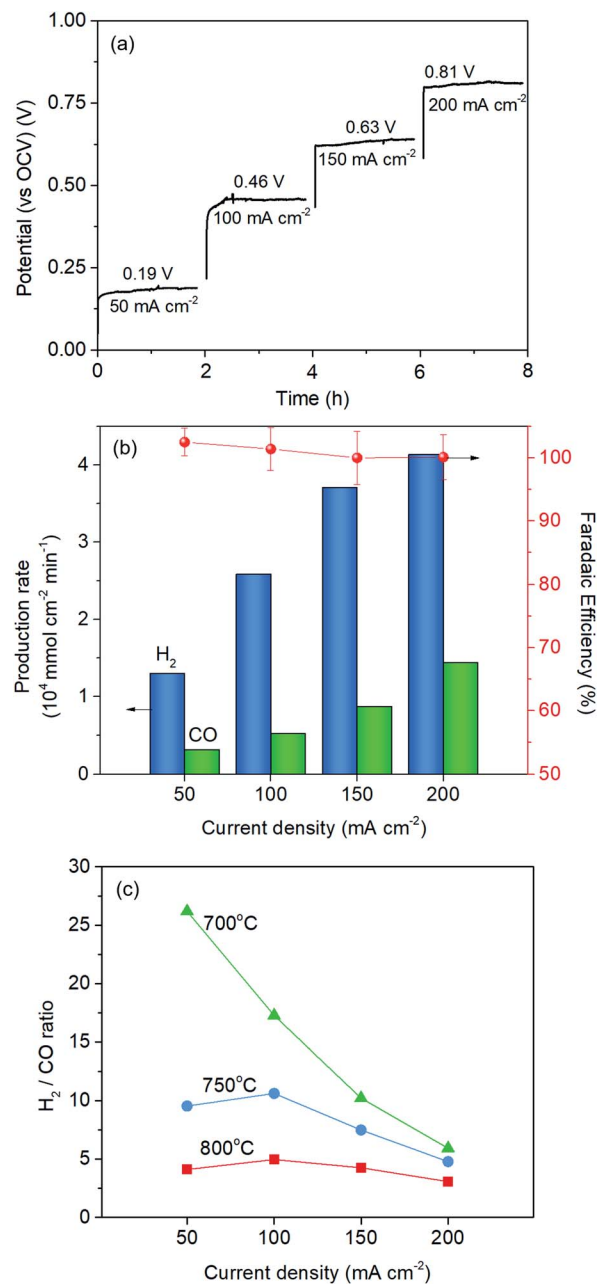 (a)
1.00
0.75
0.50
0.25
0.00
Potential (vs OCV) (V)
0.19 V
50 mA cm⁻²
0.46 V
100 mA cm⁻²
0.63 V
150 mA cm⁻²
0.81 V
200 mA cm⁻²
0 2 4 6 8
Time (h)
(b)
4
3
2
1
0
Production rate
(10⁴ mmol cm⁻² min⁻¹)
H₂
CO
100
90
80
70
60
50
Faradaic Efficiency (%)
50 100 150 200
Current density (mA cm⁻²)
(c)
30
25
20
15
10
5
0
H₂ / CO ratio
700°C
750°C
800°C
50 100 150 200
Current density (mA cm⁻²)